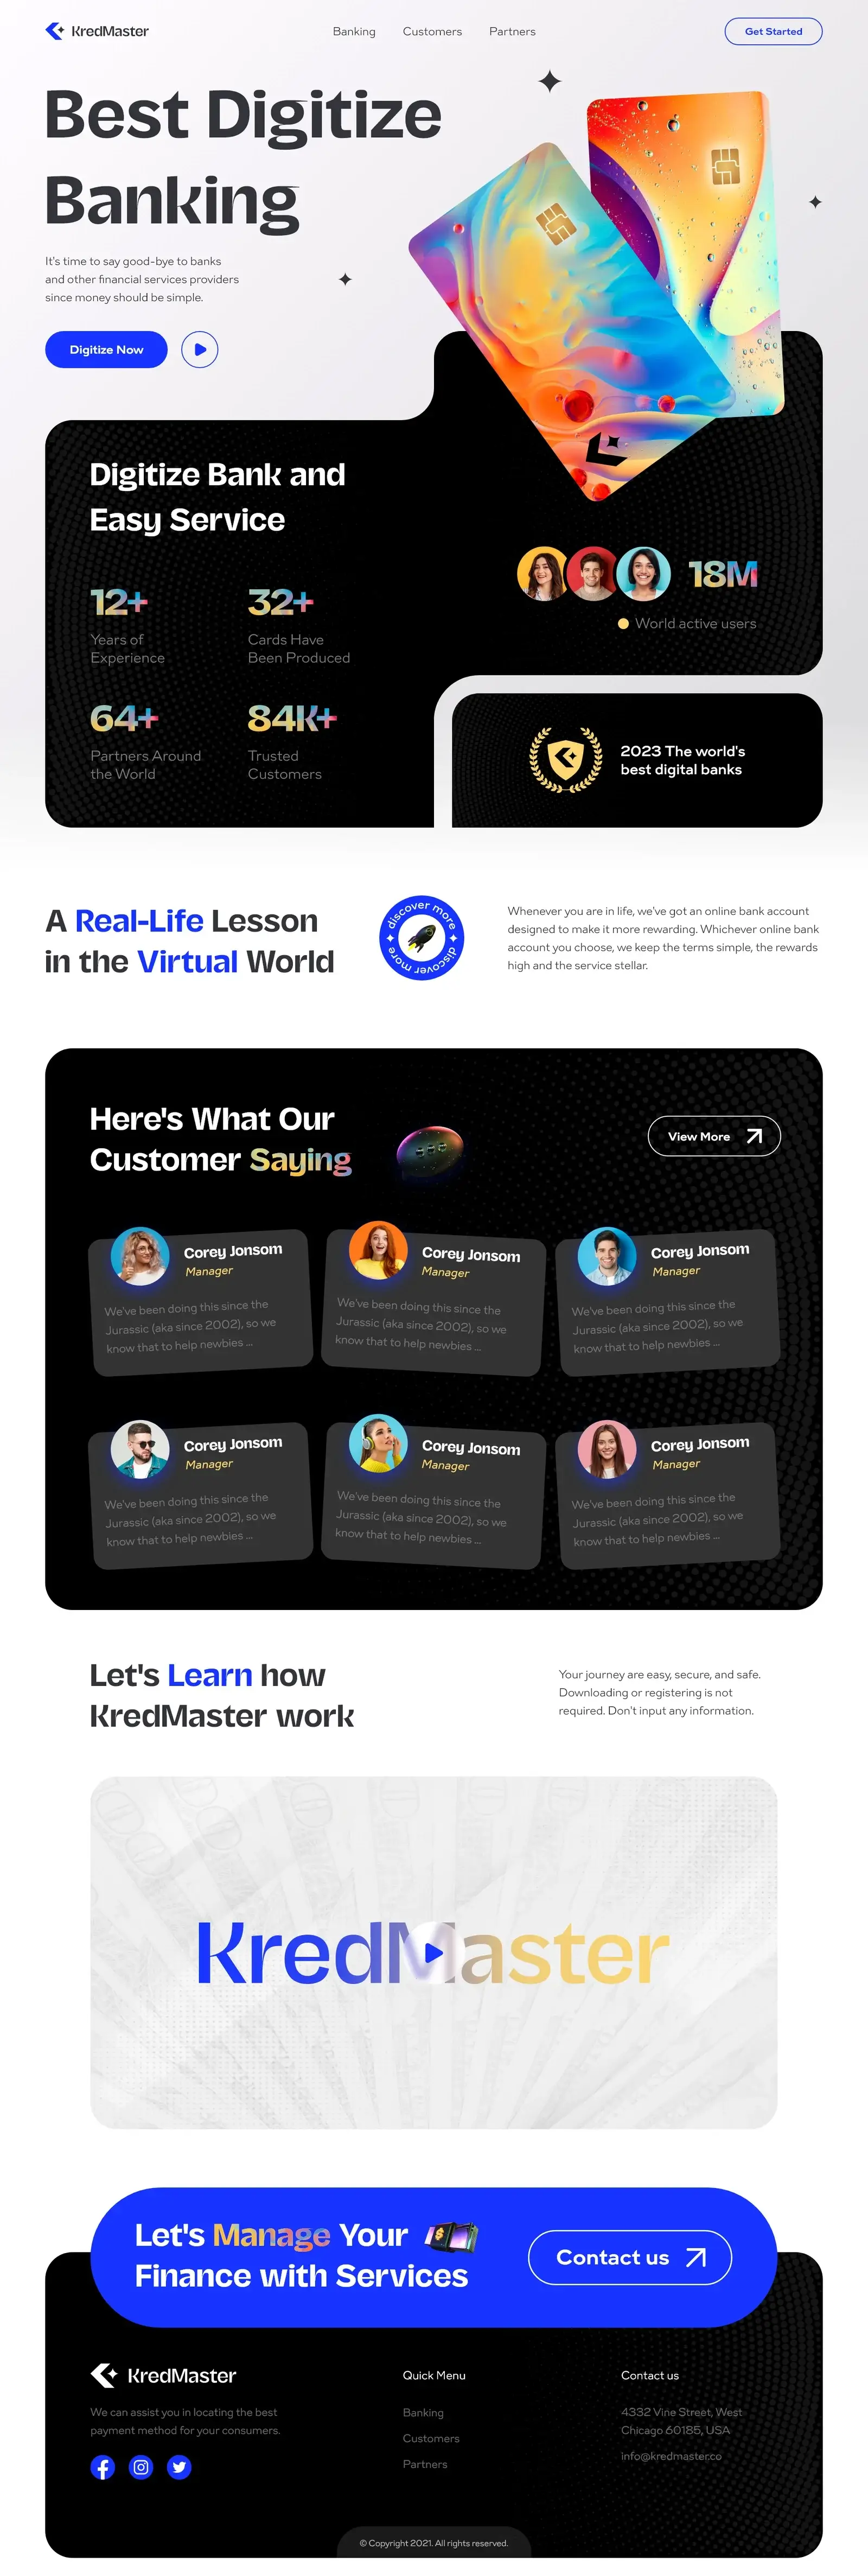 KredMaster
Banking
Customers
Partners
Get Started
Best Digitize
Banking
It's time to say good-bye to banks
and other financial services providers
since money should be simple.
Digitize Now
Digitize Bank and
Easy Service
12+
Years of
Experience
32+
Cards Have
Been Produced
64+
Partners Around
the World
84K+
Trusted
Customers
18M
World active users
2023 The world's
best digital banks
A Real-Life Lesson
in the Virtual World
discover more
discover more
Whenever you are in life, we've got an online bank account
designed to make it more rewarding. Whichever online bank
account you choose, we keep the terms simple, the rewards
high and the service stellar.
Here's What Our
Customer Saying
View More
Corey Jonsom
Manager
We've been doing this since the
Jurassic (aka since 2002), so we
know that to help newbies ...
Corey Jonsom
Manager
We've been doing this since the
Jurassic (aka since 2002), so we
know that to help newbies ...
Corey Jonsom
Manager
We've been doing this since the
Jurassic (aka since 2002), so we
know that to help newbies ...
Corey Jonsom
Manager
We've been doing this since the
Jurassic (aka since 2002), so we
know that to help newbies ...
Corey Jonsom
Manager
We've been doing this since the
Jurassic (aka since 2002), so we
know that to help newbies ...
Corey Jonsom
Manager
We've been doing this since the
Jurassic (aka since 2002), so we
know that to help newbies ...
Let's Learn how
KredMaster work
Your journey are easy, secure, and safe.
Downloading or registering is not
required. Don't input any information.
KredMaster
Let's Manage Your
Finance with Services
Contact us
KredMaster
We can assist you in locating the best
payment method for your consumers.
Quick Menu
Banking
Customers
Partners
Contact us
4332 Vine Street, West
Chicago 60185, USA
info@kredmaster.co
© Copyright 2021. All rights reserved.